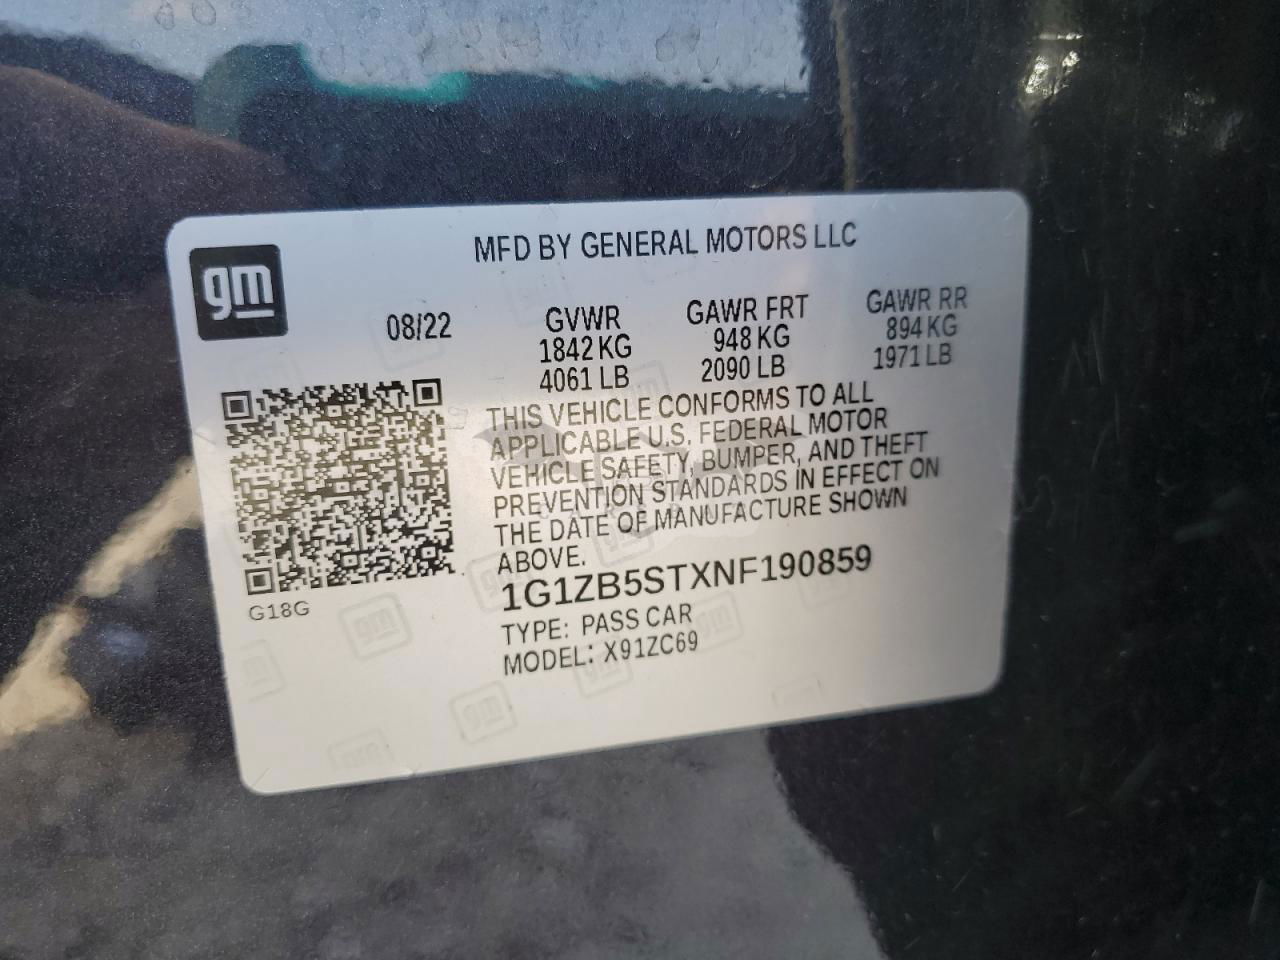 MFD BY GENERAL MOTORS LLC
gm
08/22
GVWR
1842 KG
4061 LB
GAWR FRT
948 KG
2090 LB
GAWR RR
894 KG
1971 LB
THIS VEHICLE CONFORMS TO ALL
APPLICABLE U.S. FEDERAL MOTOR
VEHICLE SAFETY, BUMPER, AND THEFT
PREVENTION STANDARDS IN EFFECT ON
THE DATE OF MANUFACTURE SHOWN
ABOVE.
1G1ZB5STXNF190859
TYPE: PASS CAR
MODEL: X91ZC69
G18G